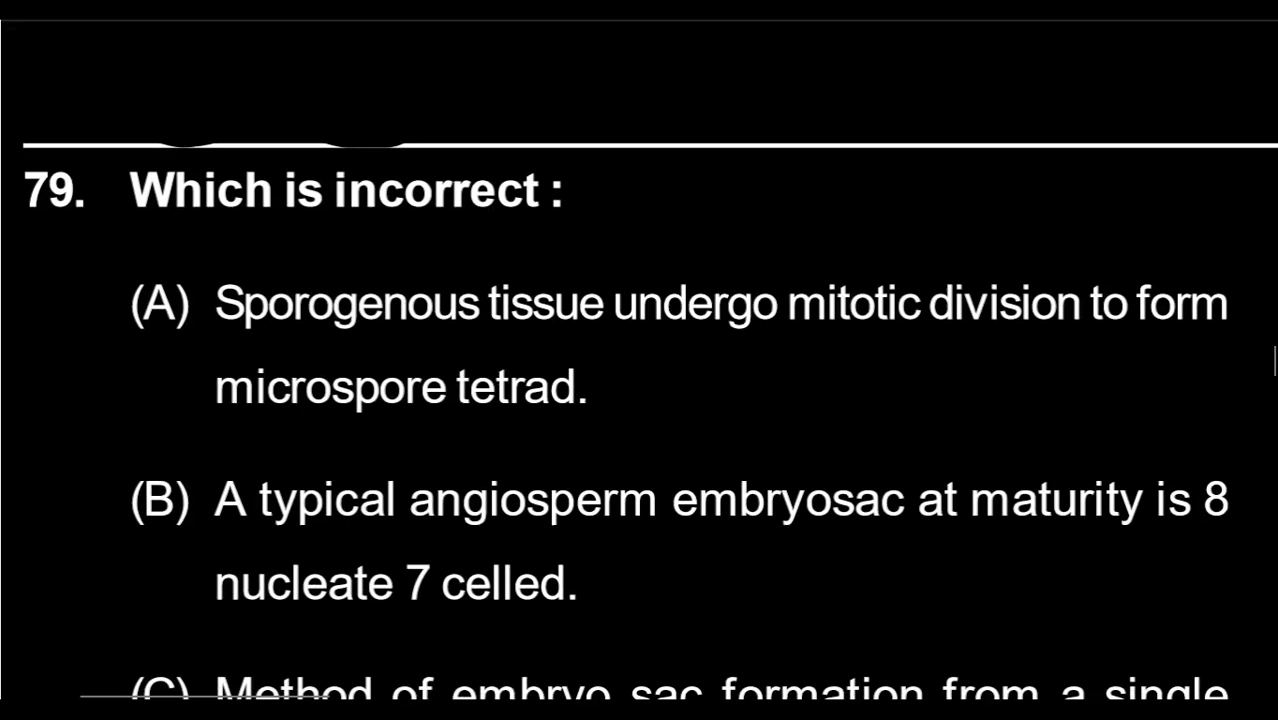 79. Which is incorrect :
(A) Sporogenous tissue undergo mitotic division to form
microspore tetrad.
(B) A typical angiosperm embryosac at maturity is 8
nucleate 7 celled.
(C) Method of embryo sac formation from a single